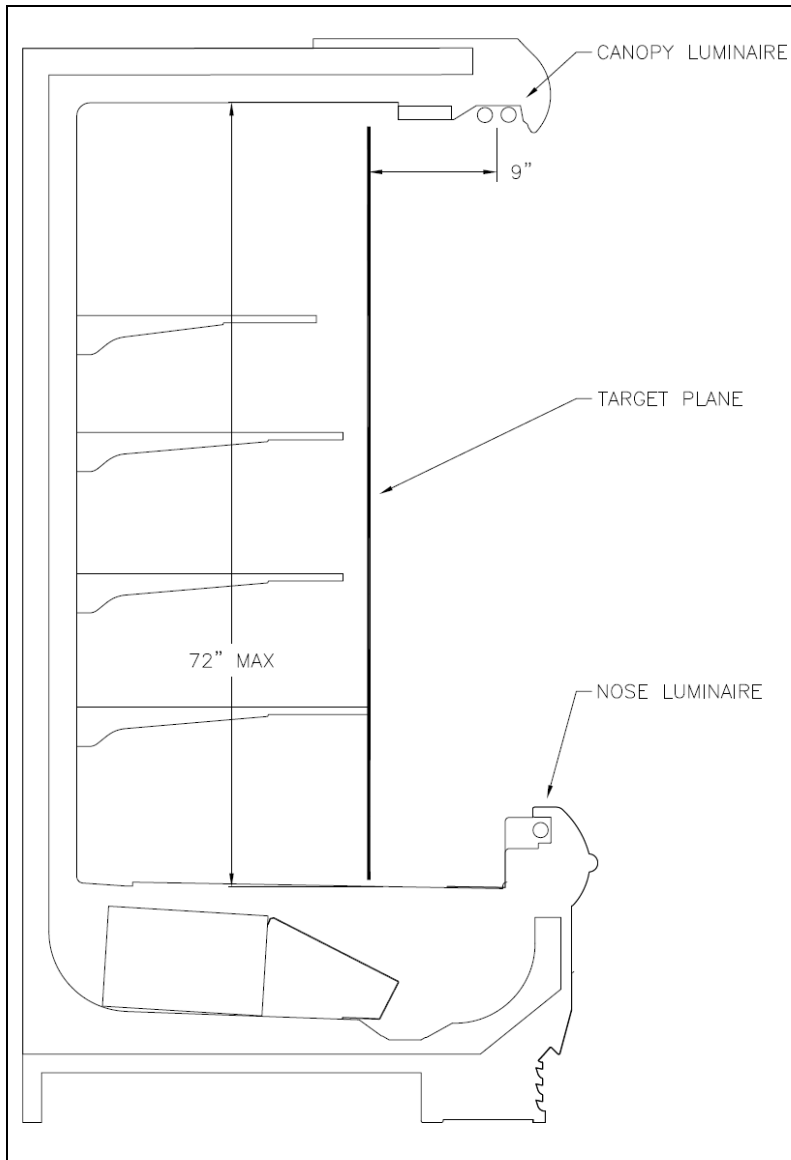 CANOPY LUMINAIRE
9”
TARGET PLANE
72” MAX
NOSE LUMINAIRE